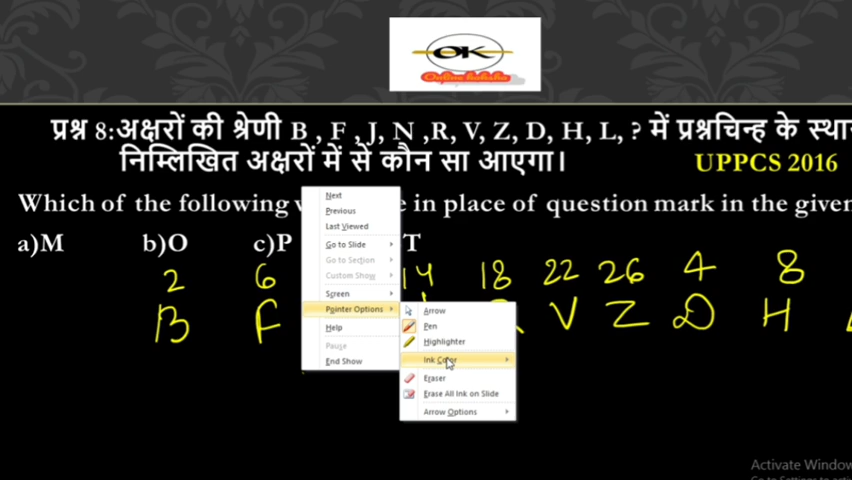 OK
Online Koksha
प्रश्न 8:अक्षरों की श्रेणी B , F , J, N ,R, V, Z, D, H, L, ? में प्रश्नचिन्ह के स्था
निम्लिखित अक्षरों में से कौन सा आएगा। UPPCS 2016
Which of the following w e in place of question mark in the given
a)M b)O c)P T
2 6 14 18 22 26 4 8
B F V Z D H
Next
Previous
Last Viewed
Go to Slide
Go to Section
Custom Show
Screen
Pointer Options
Help
Pause
End Show
Arrow
Pen
Highlighter
Ink Color
Eraser
Erase All Ink on Slide
Arrow Options
Activate Window